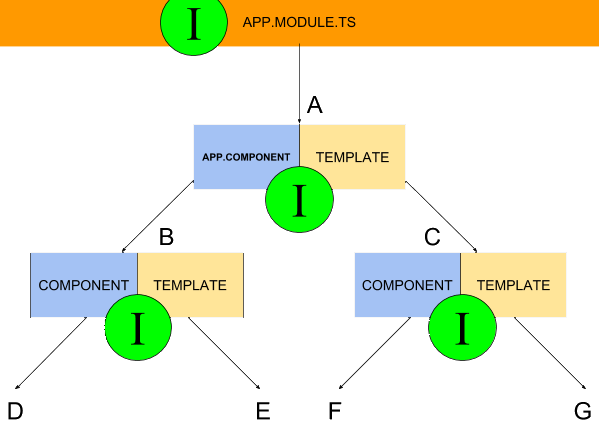 I APP.MODULE.TS
A
APP.COMPONENT TEMPLATE
I
B C
COMPONENT TEMPLATE COMPONENT TEMPLATE
I I
D E F G